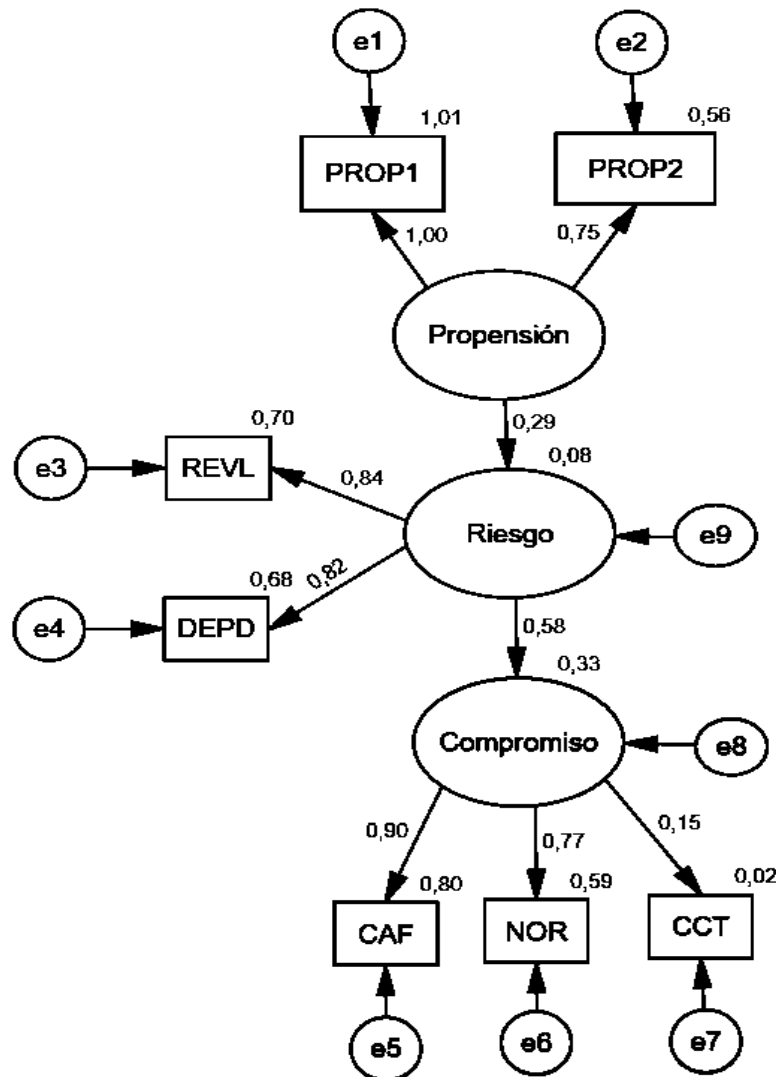 e1
e2
1,01
0,56
PROP1
PROP2
1,00
0,75
Propensión
0,29
0,70
0,08
e3
REVL
0,84
Riesgo
e9
0,68
0,82
e4
DEPD
0,58
0,33
Compromiso
e8
0,90
0,77
0,15
0,80
0,59
0,02
CAF
NOR
CCT
e5
e6
e7